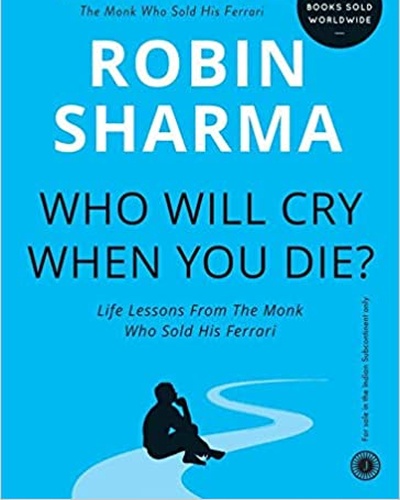 The Monk Who Sold His Ferrari
BOOKS SOLD
WORLDWIDE
ROBIN
SHARMA
WHO WILL CRY
WHEN YOU DIE?
Life Lessons From The Monk
Who Sold His Ferrari
For sale in the Indian Subcontinent only
J